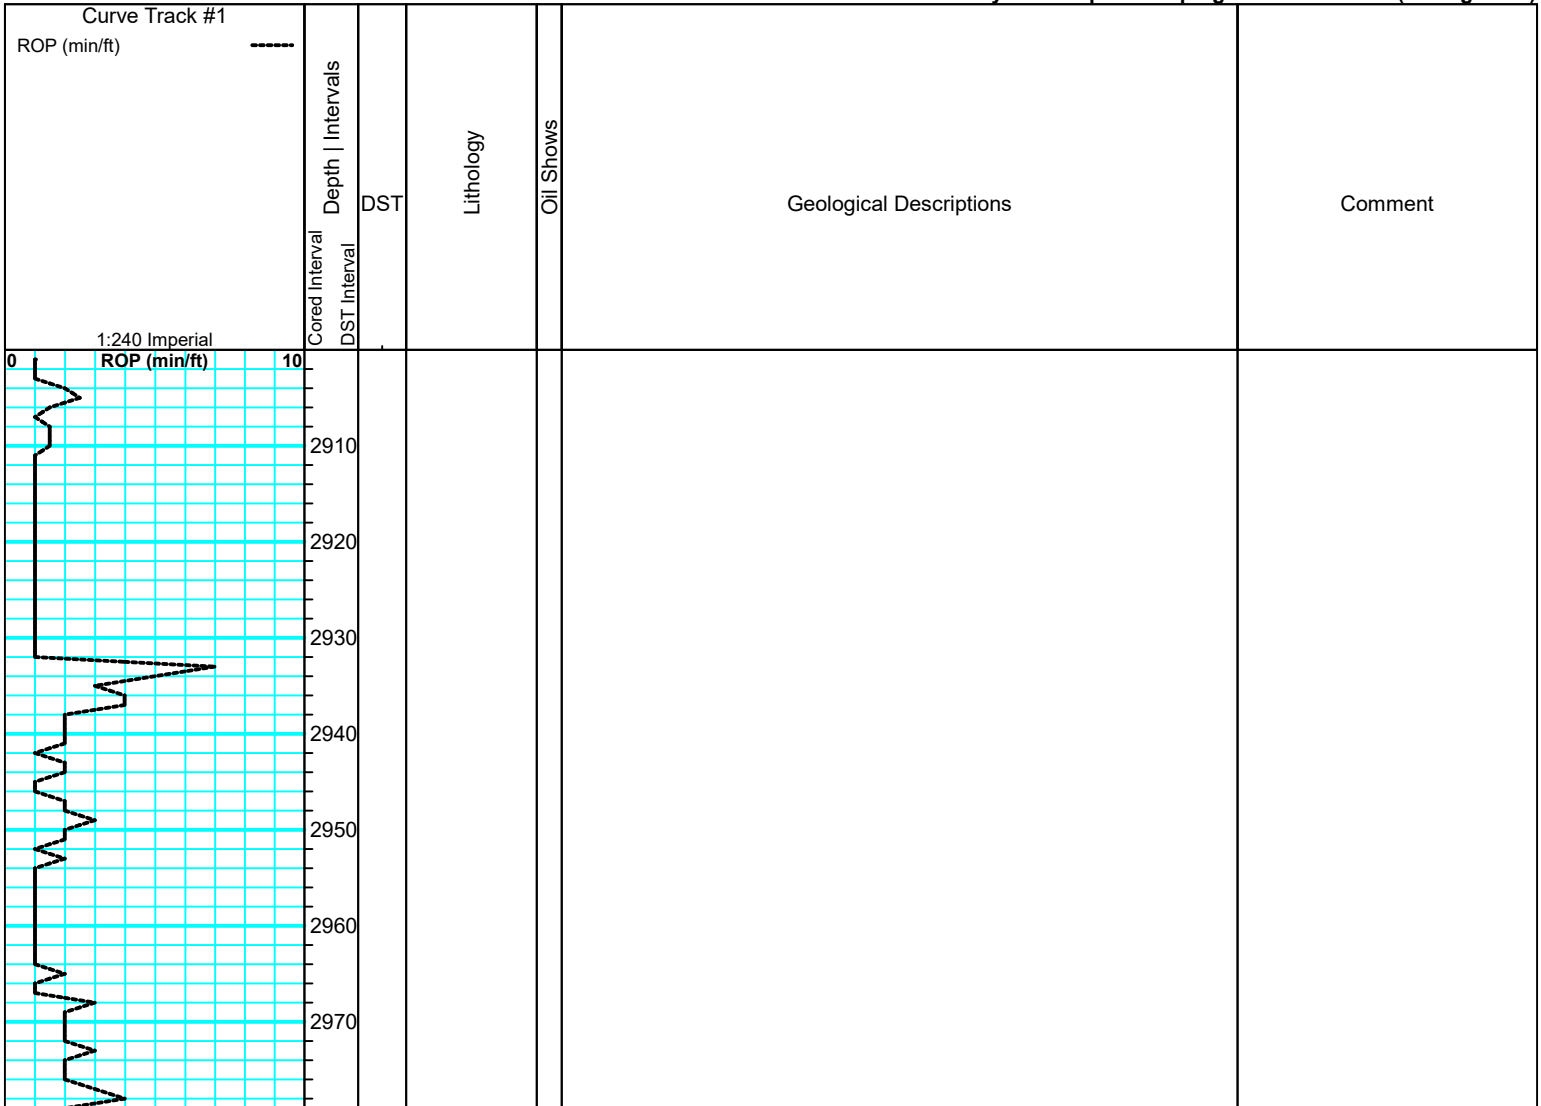 Curve Track #1
ROP (min/ft)
1:240 Imperial
Depth | Intervals
Cored Interval
DST Interval
DST
Lithology
Oil Shows
Geological Descriptions
Comment
0 ROP (min/ft) 10
2910
2920
2930
2940
2950
2960
2970